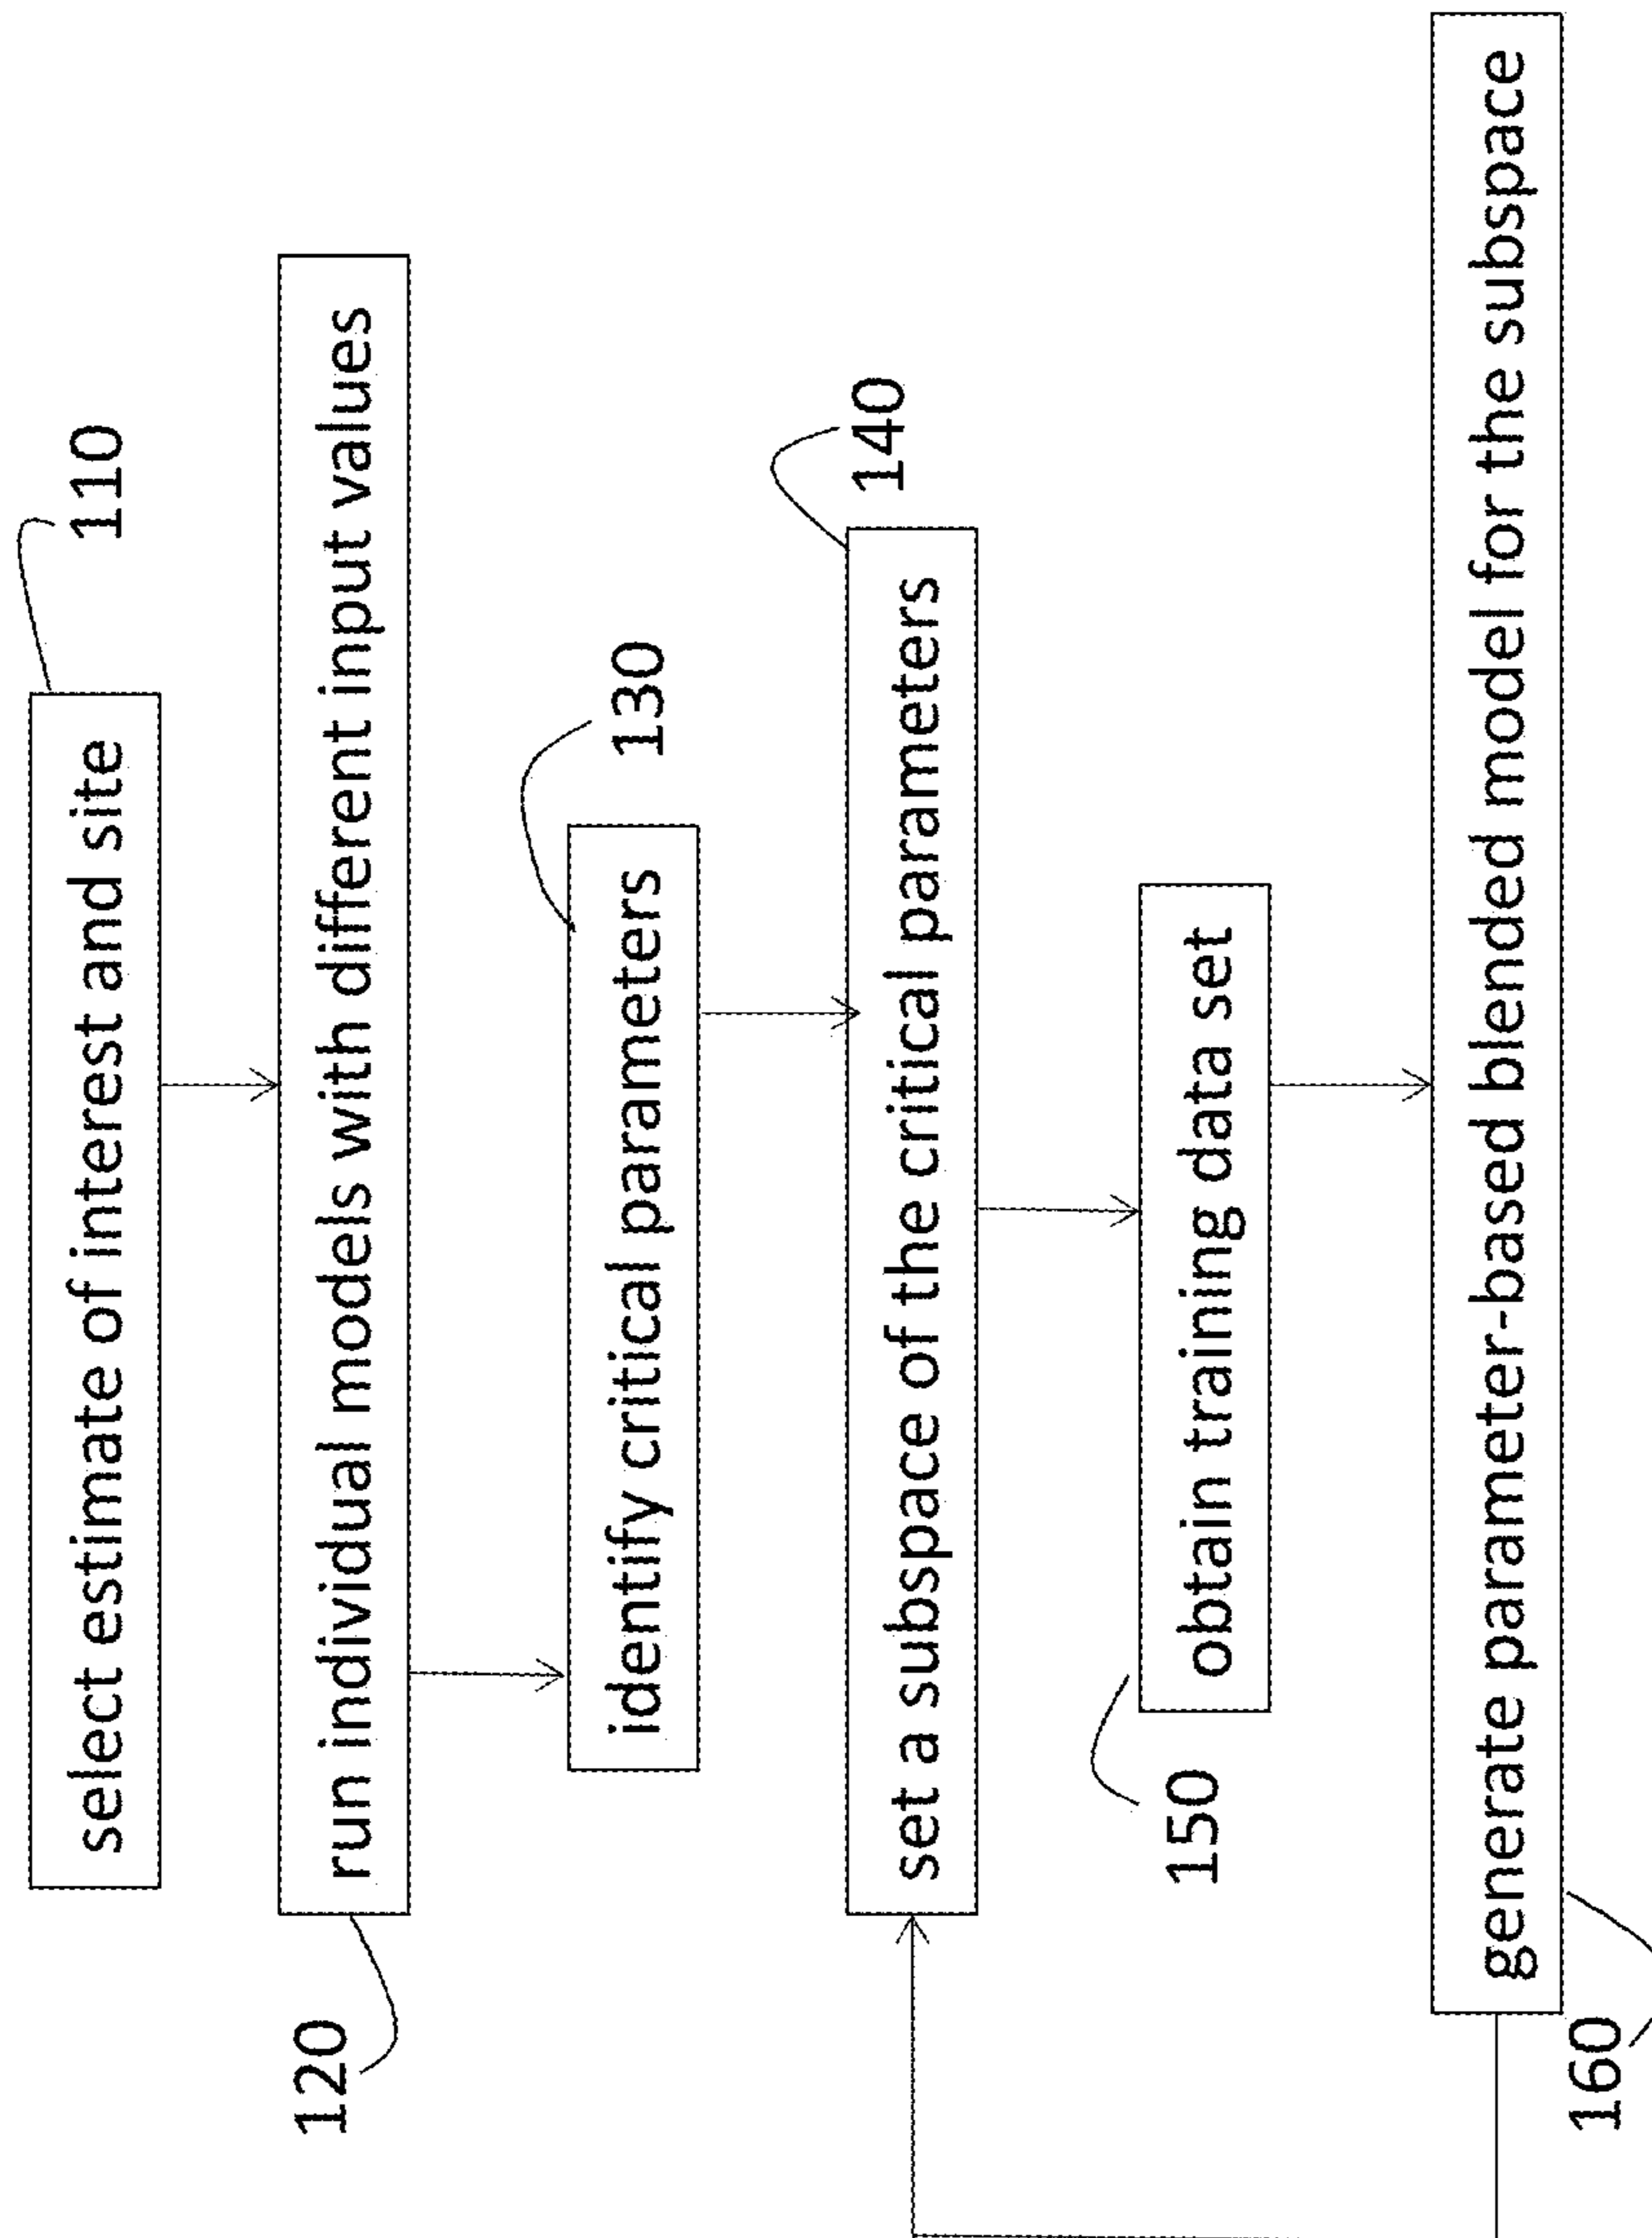 select estimate of interest and site
110
run individual models with different input values
120
identify critical parameters
130
set a subspace of the critical parameters
140
obtain training data set
150
generate parameter-based blended model for the subspace
160